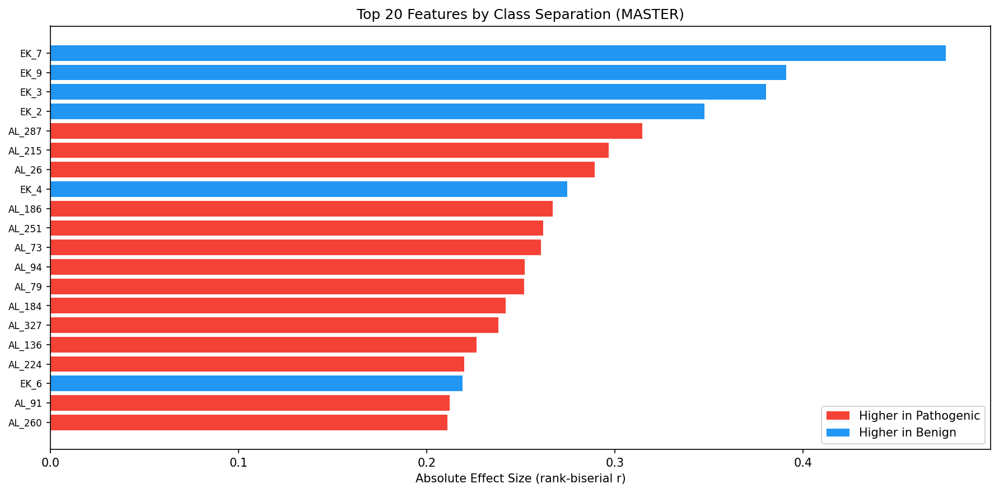 Top 20 Features by Class Separation (MASTER)
EK_7
EK_9
EK_3
EK_2
AL_287
AL_215
AL_26
EK_4
AL_186
AL_251
AL_73
AL_94
AL_79
AL_184
AL_327
AL_136
AL_224
EK_6
AL_91
AL_260
Higher in Pathogenic
Higher in Benign
0.0 0.1 0.2 0.3 0.4
Absolute Effect Size (rank-biserial r)